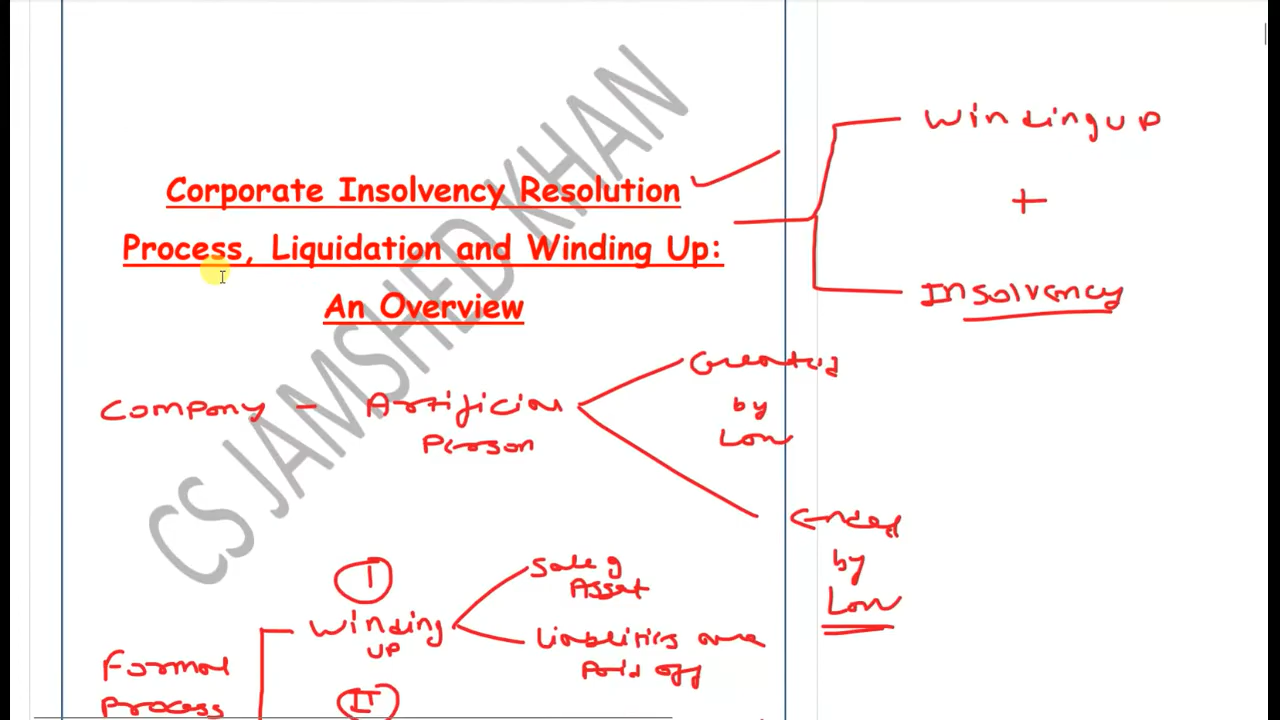 Corporate Insolvency Resolution
Process, Liquidation and Winding Up:
An Overview
Winding up
+
Insolvency
Company - Artificial
Person
Created
by
Law
Ended
by
Law
Formal
Process
I
Winding
UP
Sale of
Asset
Liabilities are
Paid off
II
CS JAMSHED KHAN